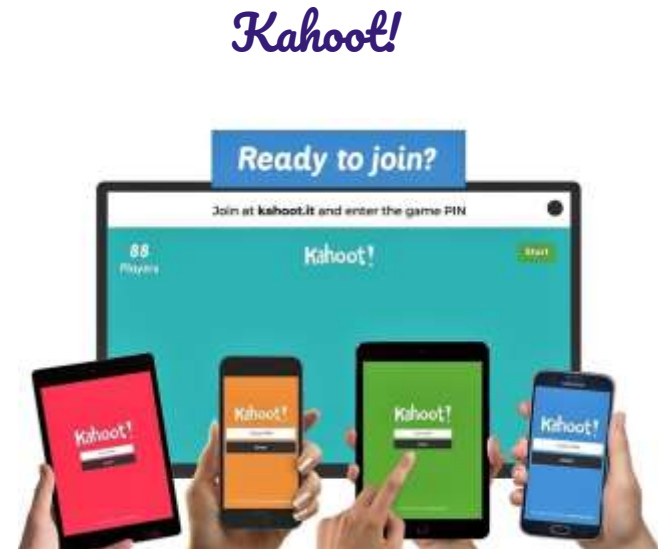 Kahoot!
Ready to join?
Join at kahoot.it and enter the game PIN
88
Players
Kahoot!
Start
Kahoot!
Kahoot!
Kahoot!
Kahoot!